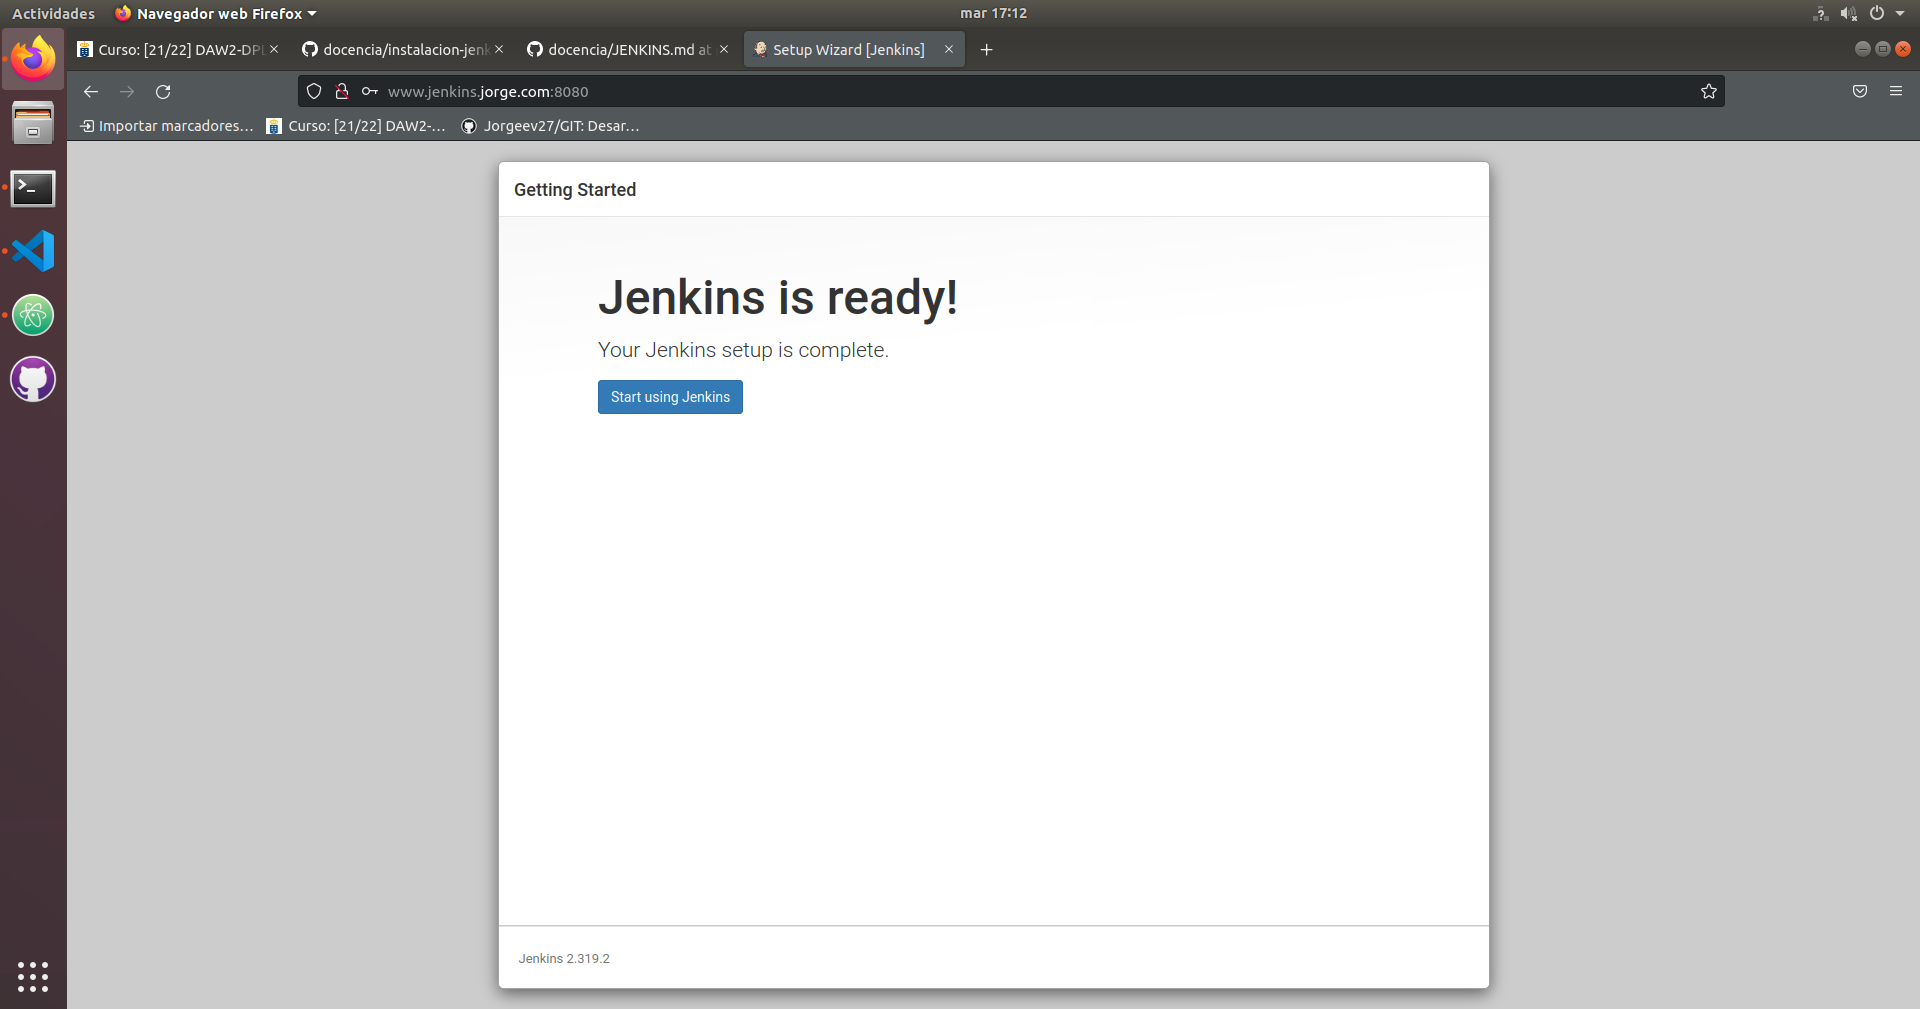 Actividades
Navegador web Firefox
mar 17:12
Curso: [21/22] DAW2-DPL
docencia/instalacion-jenk
docencia/JENKINS.md at
Setup Wizard [Jenkins]
www.jenkins.jorge.com:8080
Importar marcadores...
Curso: [21/22] DAW2-...
Jorgeev27/GIT: Desar...
Getting Started
Jenkins is ready!
Your Jenkins setup is complete.
Start using Jenkins
Jenkins 2.319.2